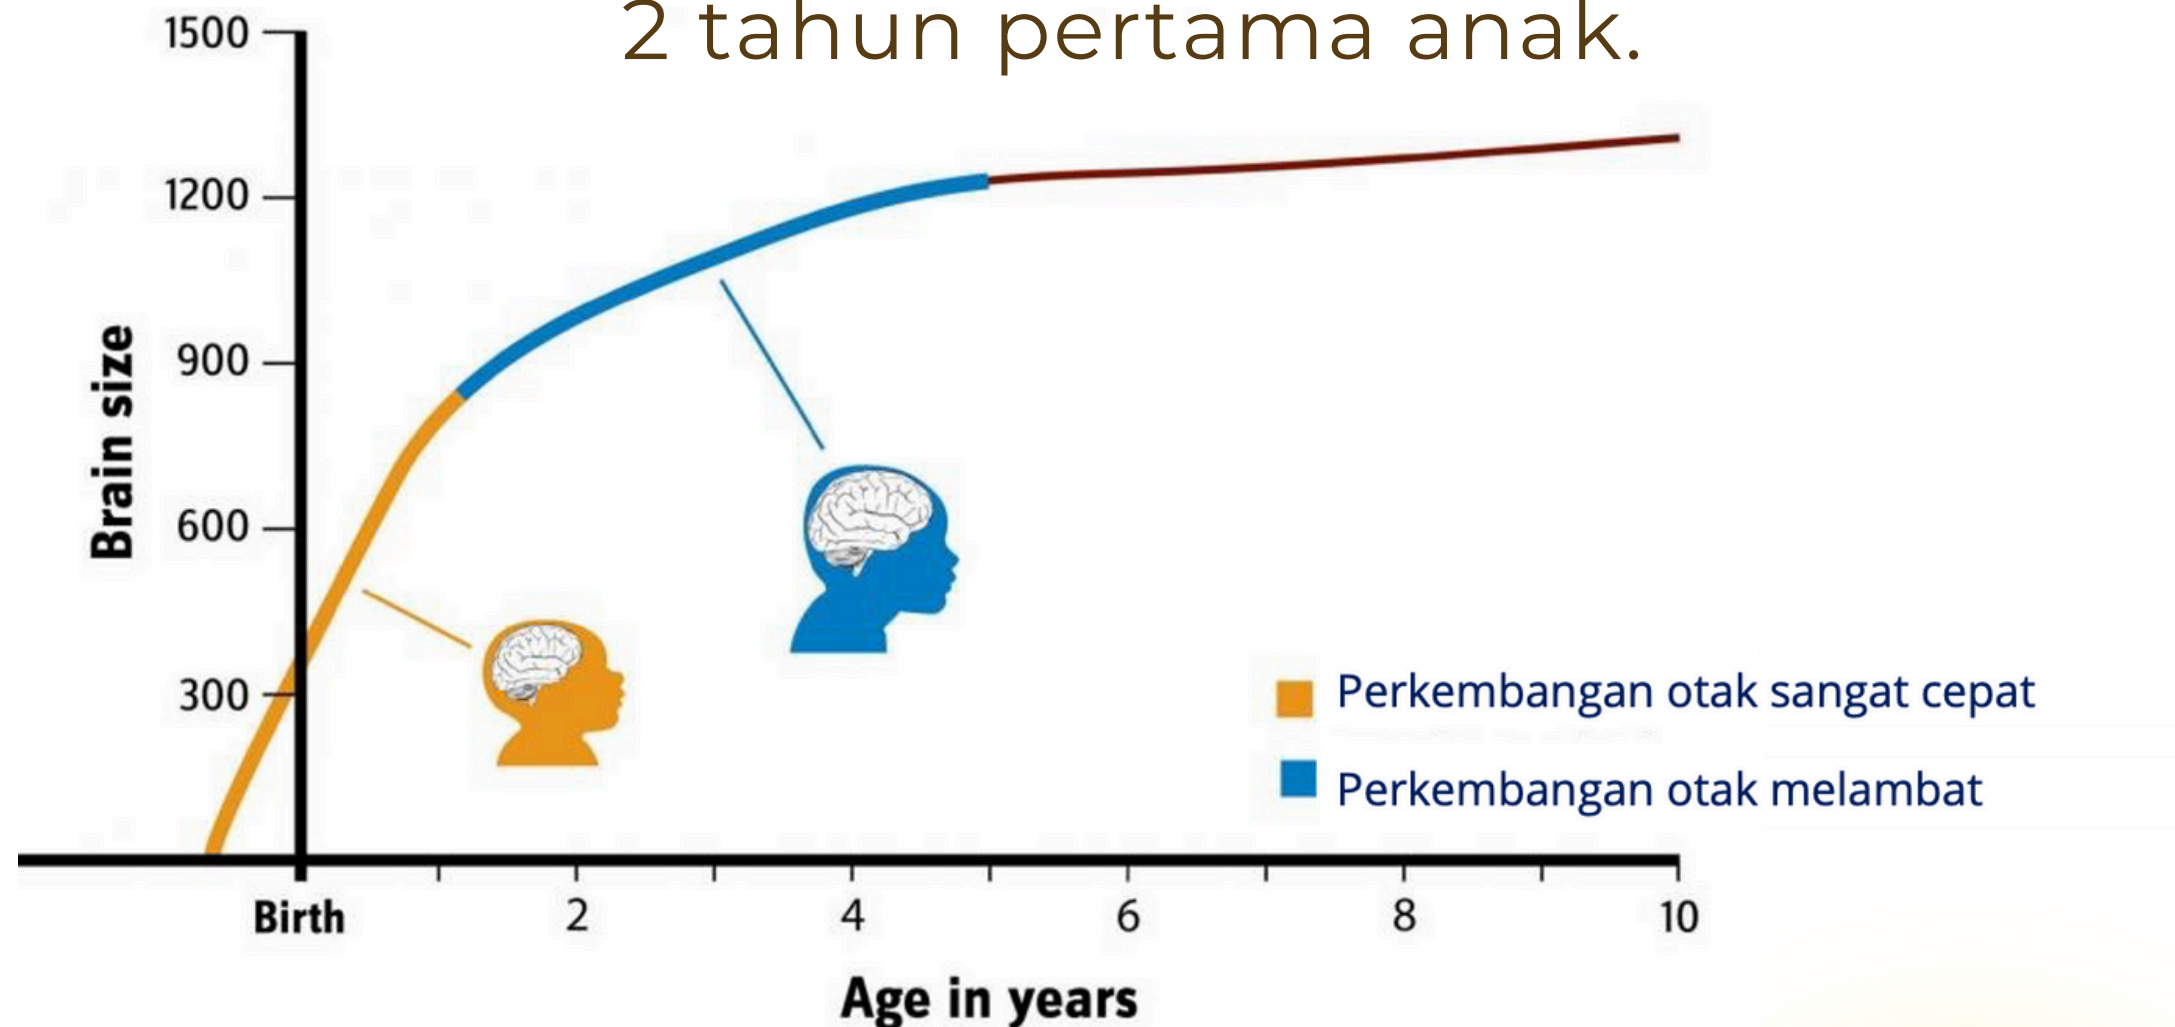 2 tahun pertama anak.
1500
1200
900
600
300
Brain size
Perkembangan otak sangat cepat
Perkembangan otak melambat
Birth 2 4 6 8 10
Age in years